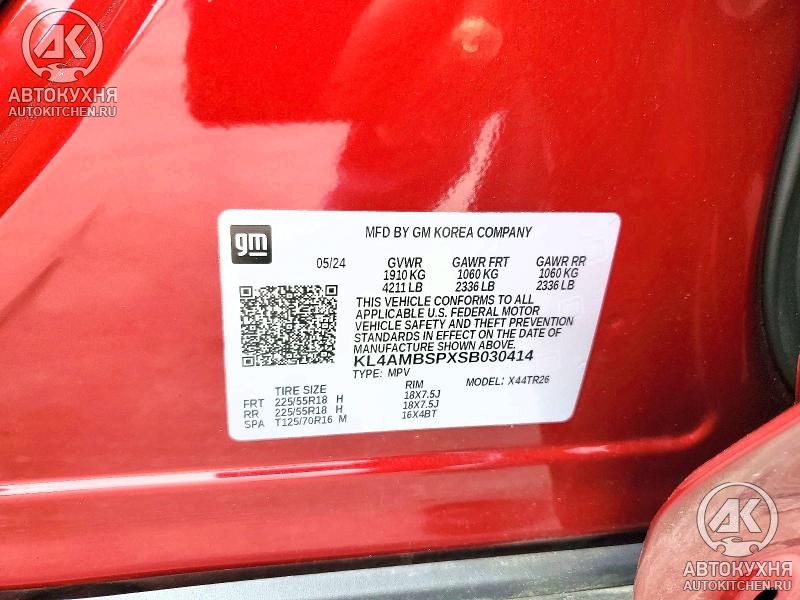 AK
АВТОКУХНЯ
AUTOKITCHEN.RU
gm
MFD BY GM KOREA COMPANY
05/24 GVWR GAWR FRT GAWR RR
1910 KG 1060 KG 1060 KG
4211 LB 2336 LB 2336 LB
THIS VEHICLE CONFORMS TO ALL
APPLICABLE U.S. FEDERAL MOTOR
VEHICLE SAFETY AND THEFT PREVENTION
STANDARDS IN EFFECT ON THE DATE OF
MANUFACTURE SHOWN ABOVE.
KL4AMBSPXSB030414
TYPE: MPV MODEL: X44TR26
TIRE SIZE RIM
FRT 225/55R18 H 18X7.5J
RR 225/55R18 H 18X7.5J
SPA T125/70R16 M 16X4BT
AK
АВТОКУХНЯ
AUTOKITCHEN.RU